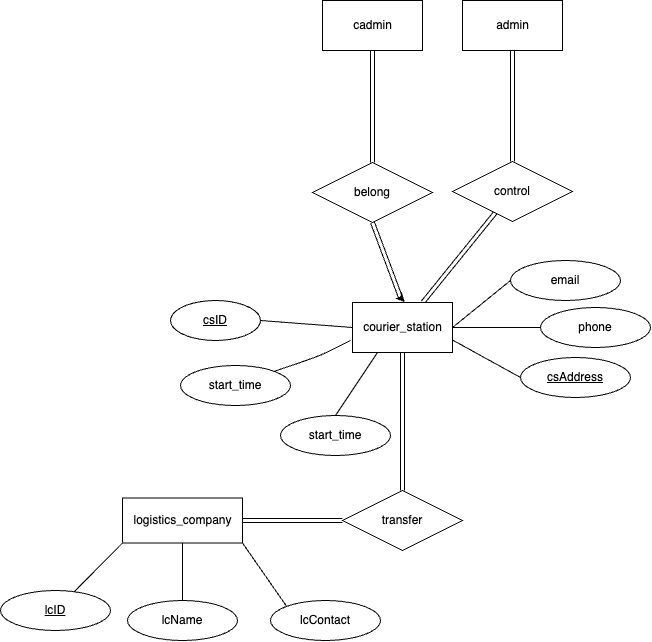 cadmin
admin
belong
control
email
csID
courier_station
phone
start_time
csAddress
start_time
logistics_company
transfer
lcID
lcName
lcContact